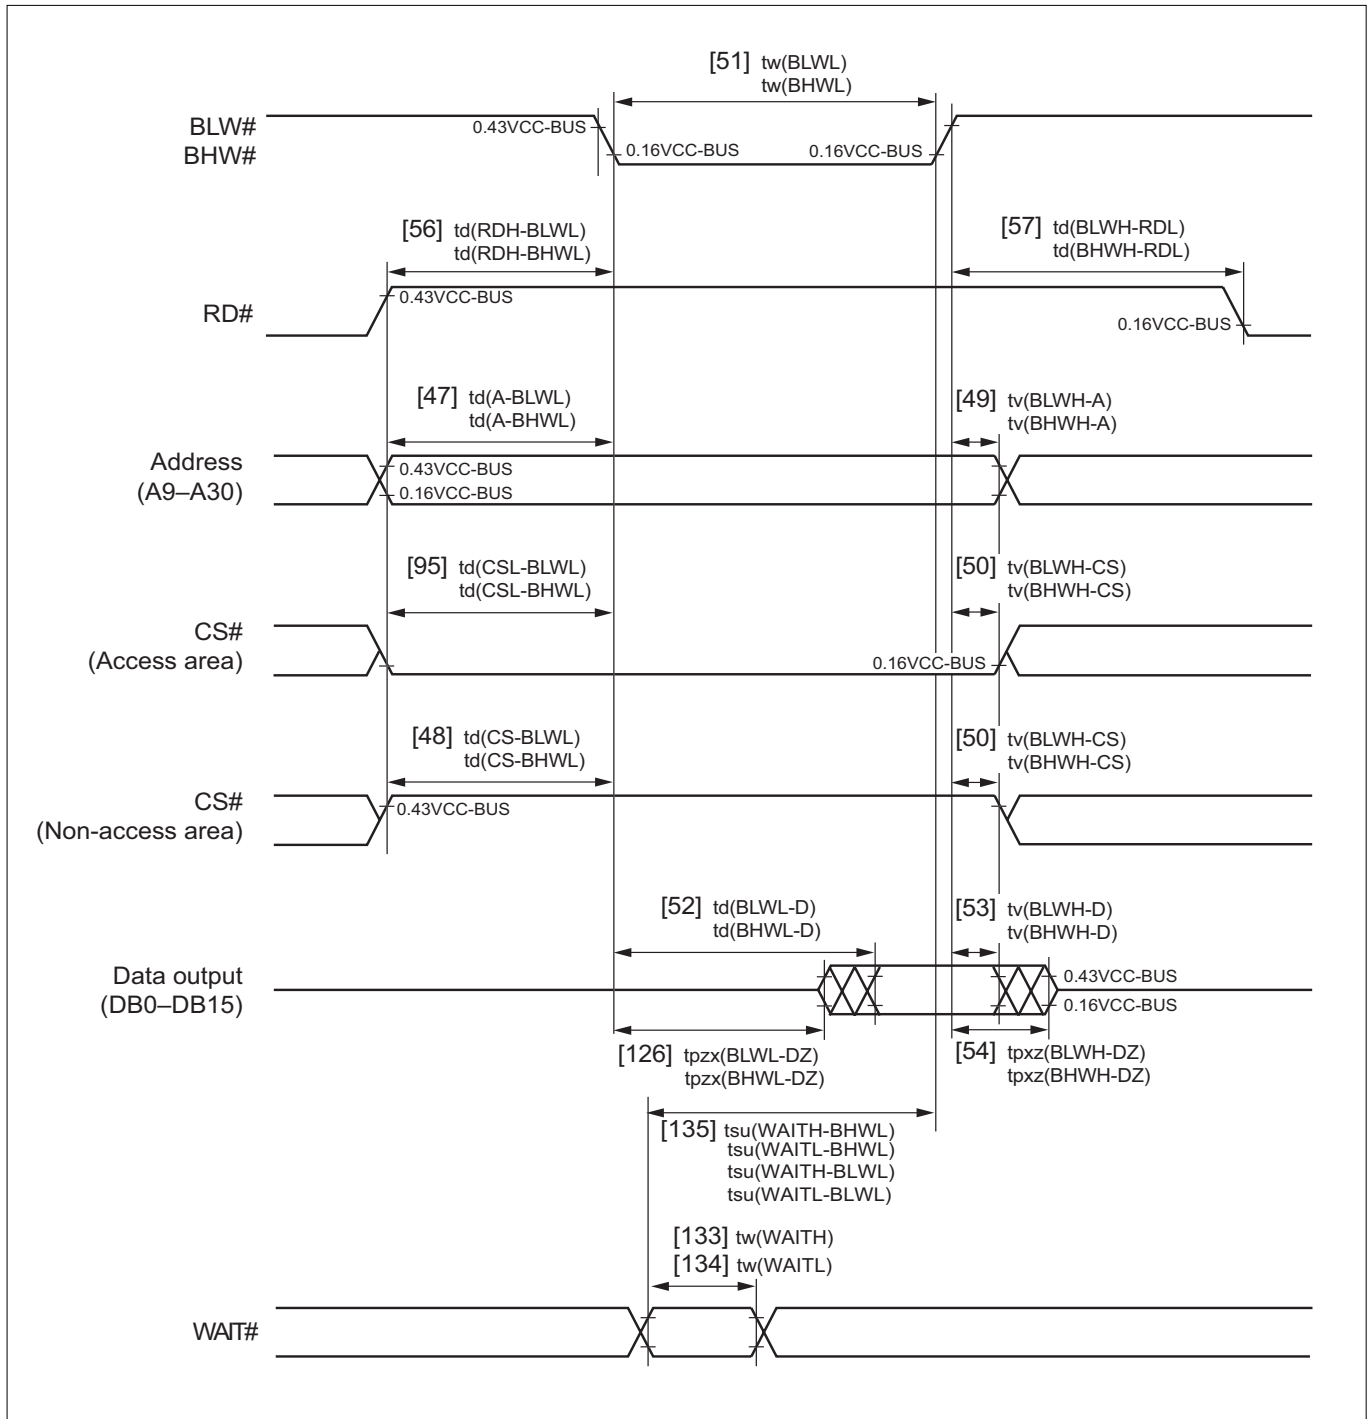 [51] tw(BLWL)
tw(BHWL)
BLW#
BHW#
0.43VCC-BUS
0.16VCC-BUS
0.16VCC-BUS
[56] td(RDH-BLWL)
td(RDH-BHWL)
[57] td(BLWH-RDL)
td(BHWH-RDL)
RD#
0.43VCC-BUS
0.16VCC-BUS
[47] td(A-BLWL)
td(A-BHWL)
[49] tv(BLWH-A)
tv(BHWH-A)
Address
(A9–A30)
0.43VCC-BUS
0.16VCC-BUS
[95] td(CSL-BLWL)
td(CSL-BHWL)
[50] tv(BLWH-CS)
tv(BHWH-CS)
CS#
(Access area)
0.16VCC-BUS
[48] td(CS-BLWL)
td(CS-BHWL)
[50] tv(BLWH-CS)
tv(BHWH-CS)
CS#
(Non-access area)
0.43VCC-BUS
[52] td(BLWL-D)
td(BHWL-D)
[53] tv(BLWH-D)
tv(BHWH-D)
Data output
(DB0–DB15)
0.43VCC-BUS
0.16VCC-BUS
[126] tpzx(BLWL-DZ)
tpzx(BHWL-DZ)
[54] tpxz(BLWH-DZ)
tpxz(BHWH-DZ)
[135] tsu(WAITH-BHWL)
tsu(WAITL-BHWL)
tsu(WAITH-BLWL)
tsu(WAITL-BLWL)
[133] tw(WAITH)
[134] tw(WAITL)
WAIT#